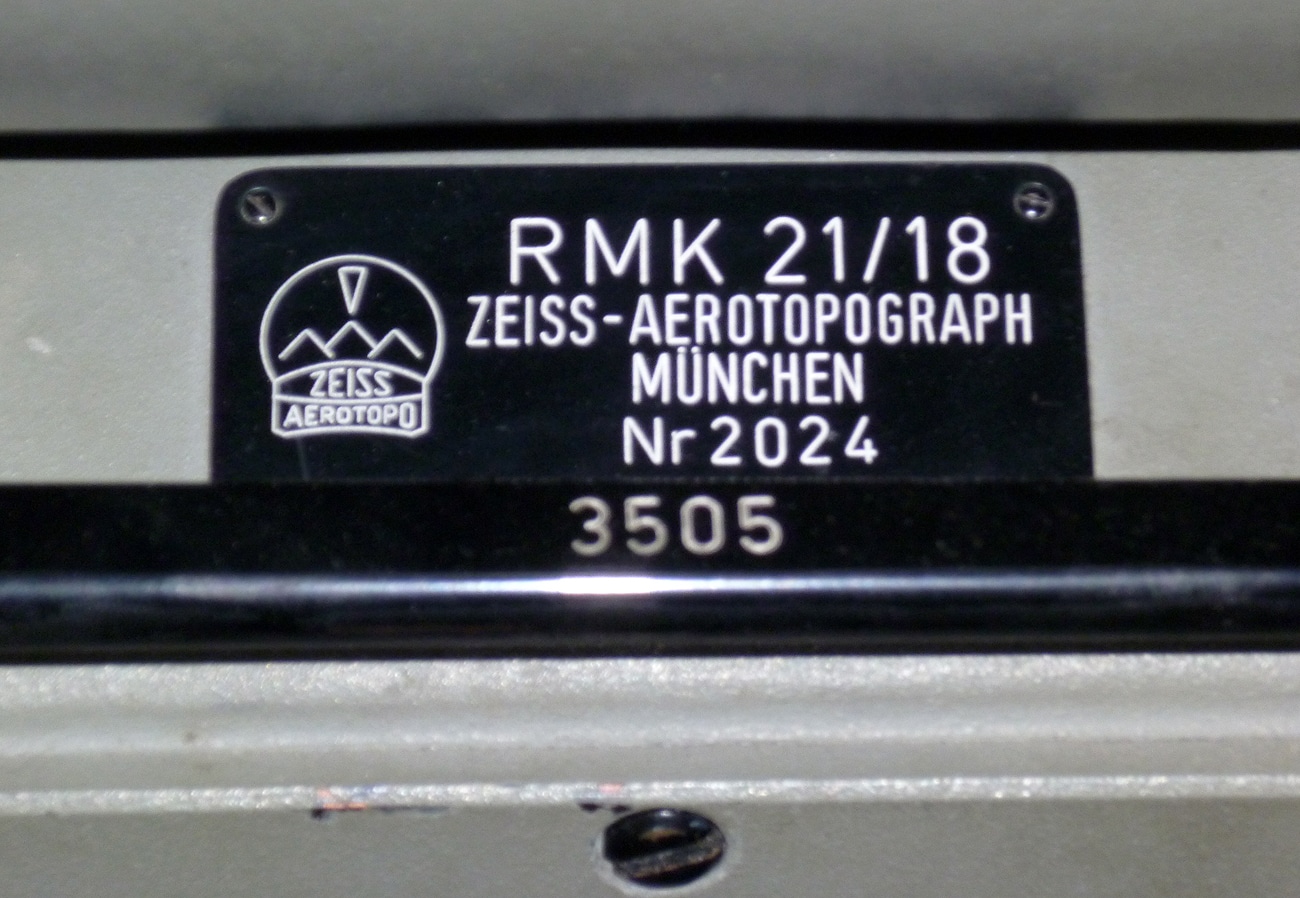 RMK 21/18
ZEISS-AEROTOPOGRAPH
MÜNCHEN
Nr 2024
ZEISS
AEROTOPO
3505